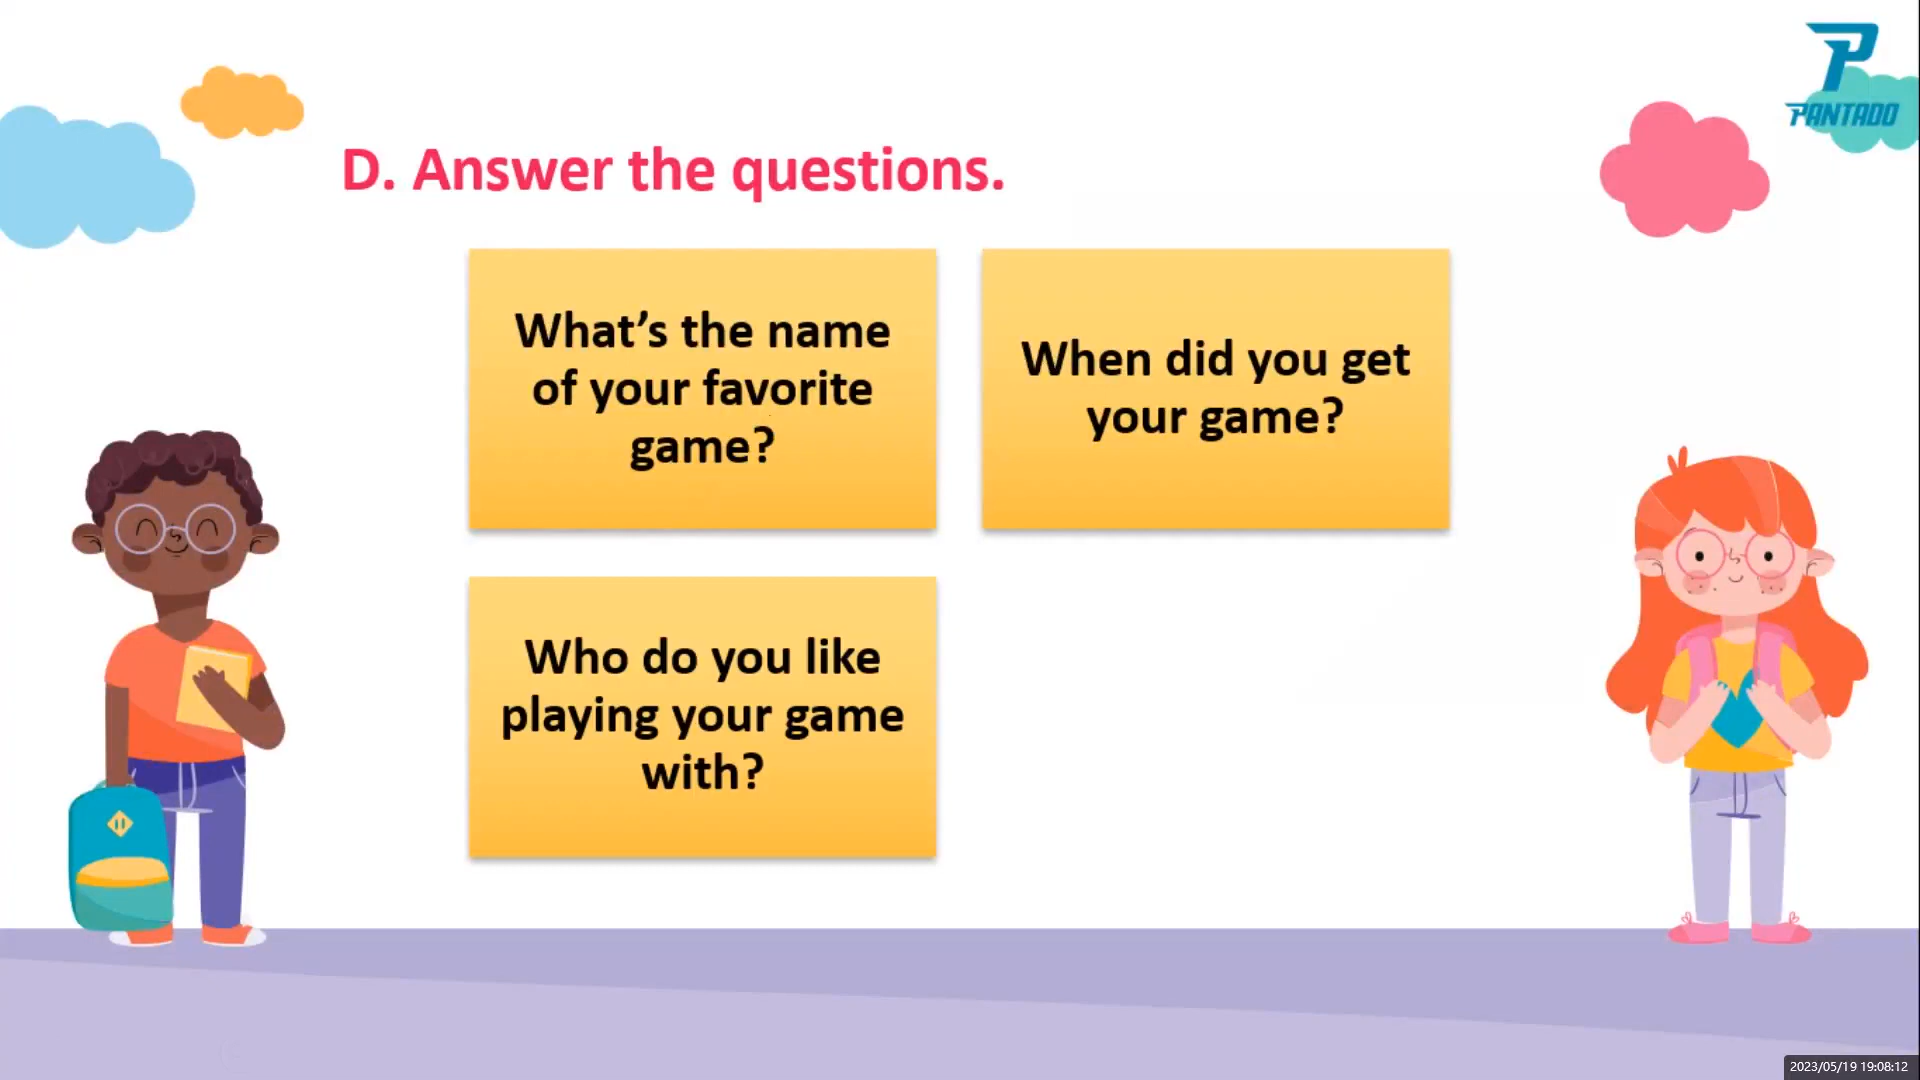 PANTADO
D. Answer the questions.
What’s the name
of your favorite
game?
When did you get
your game?
Who do you like
playing your game
with?
2023/05/19 19:08:12